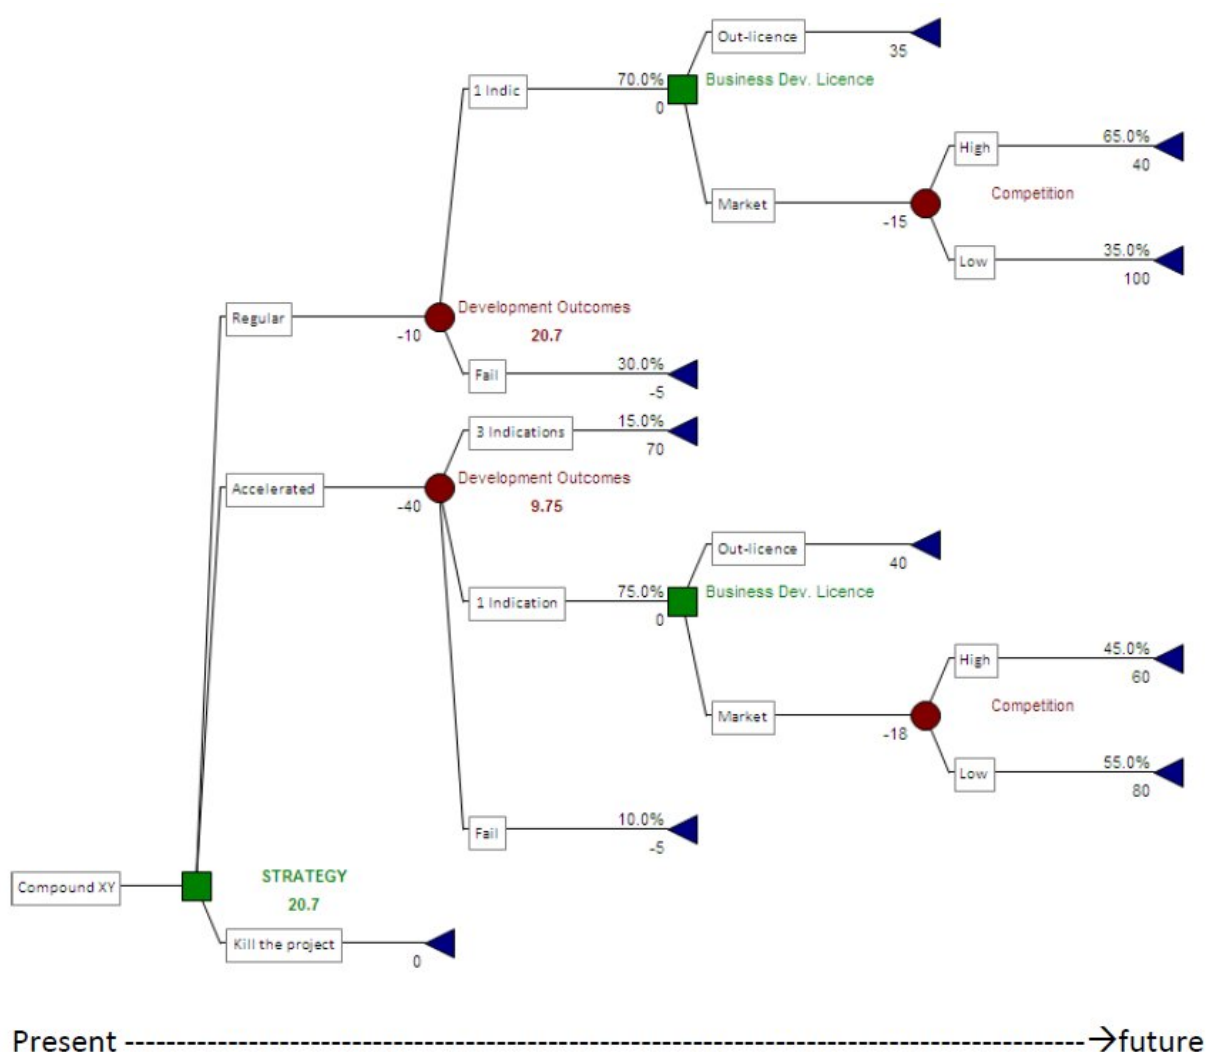 Out-licence
35
70.0%
Business Dev. Licence
1 Indic
0
65.0%
High
40
Competition
Market
-15
35.0%
Low
100
Development Outcomes
Regular
-10
20.7
30.0%
Fail
-5
15.0%
3 Indications
70
Development Outcomes
Accelerated
-40
9.75
Out-licence
40
75.0%
Business Dev. Licence
1 Indication
0
45.0%
High
60
Competition
Market
-18
55.0%
Low
80
10.0%
Fail
-5
STRATEGY
Compound XY
20.7
Kill the project
0
Present ----------------------------------------------------------------------------------→future